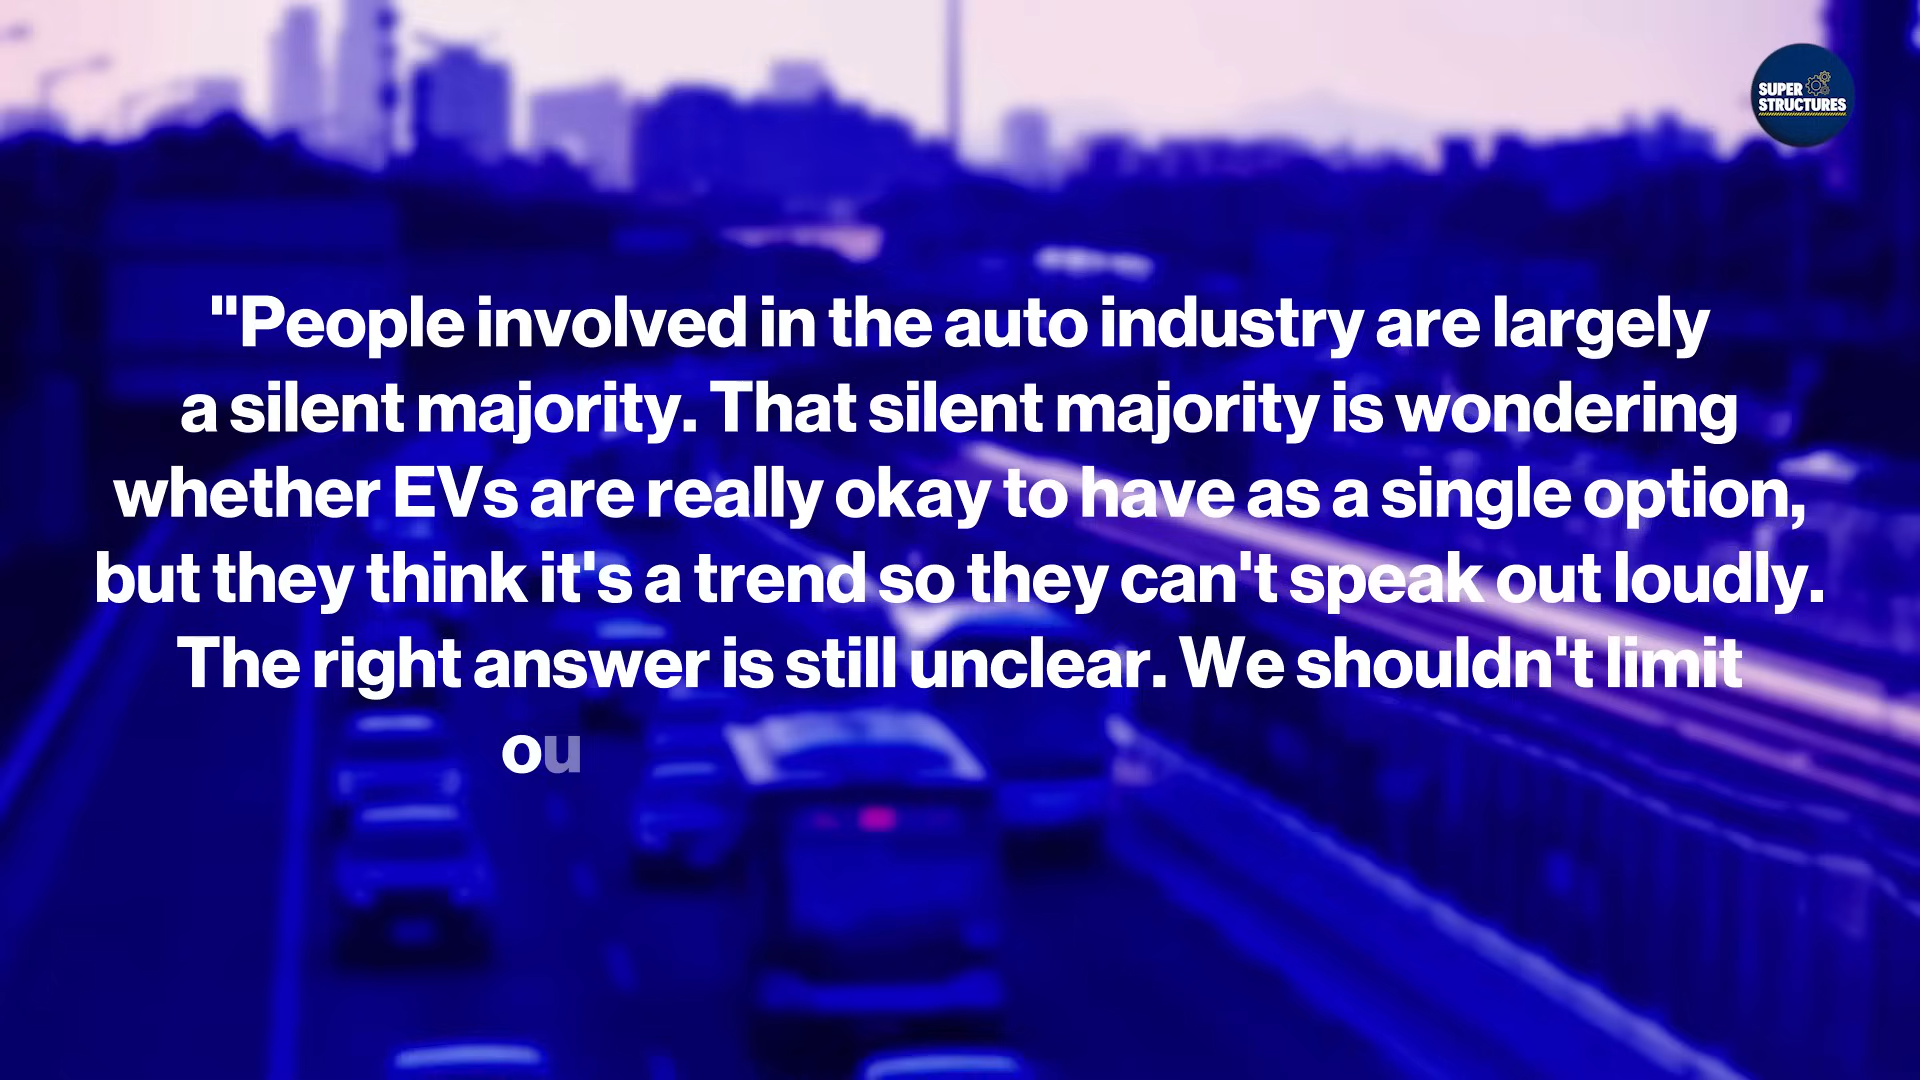 SUPER
STRUCTURES
"People involved in the auto industry are largely
a silent majority. That silent majority is wondering
whether EVs are really okay to have as a single option,
but they think it's a trend so they can't speak out loudly.
The right answer is still unclear. We shouldn't limit
ou